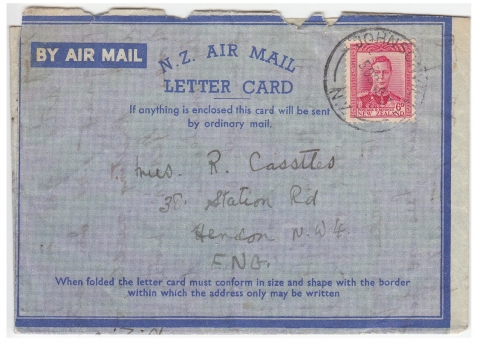 BY AIR MAIL
N.Z. AIR MAIL
LETTER CARD
If anything is enclosed this card will be sent
by ordinary mail.
NEW ZEALAND
NZ
Mrs R. Cassttes
38. Station Rd
Hendon N.W4.
ENG.
When folded the letter card must conform in size and shape with the border
within which the address only may be written